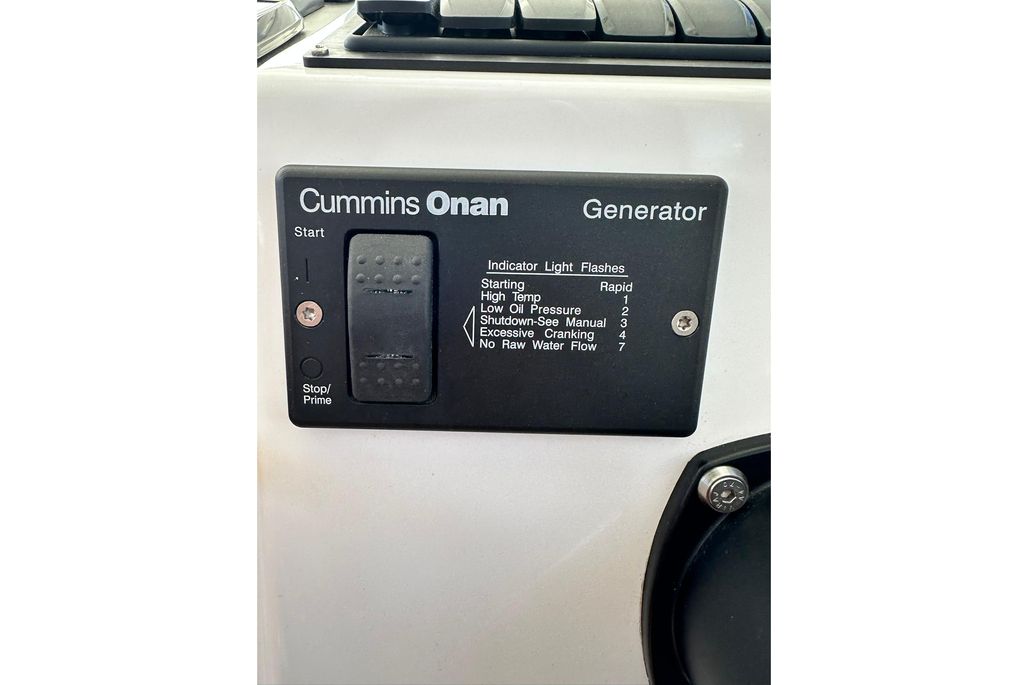 Cummins Onan
Generator
Start
Indicator Light Flashes
Starting Rapid
High Temp 1
Low Oil Pressure 2
Shutdown-See Manual 3
Excessive Cranking 4
No Raw Water Flow 7
Stop/
Prime